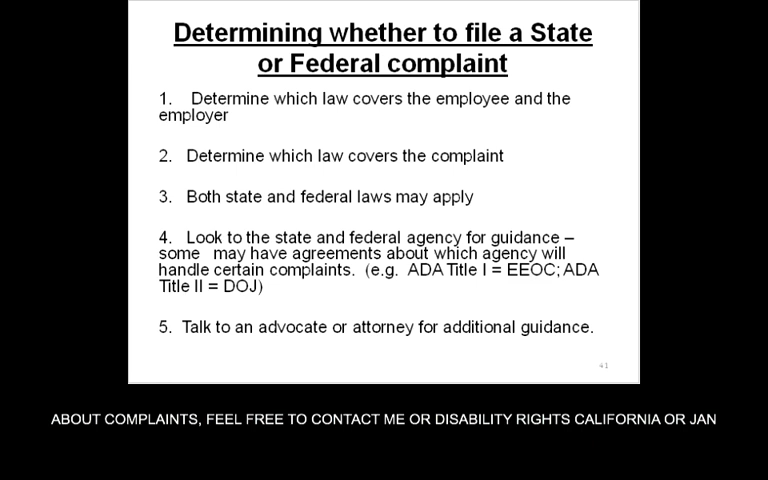 Determining whether to file a State
or Federal complaint
1. Determine which law covers the employee and the
employer
2. Determine which law covers the complaint
3. Both state and federal laws may apply
4. Look to the state and federal agency for guidance –
some may have agreements about which agency will
handle certain complaints. (e.g. ADA Title I = EEOC; ADA
Title II = DOJ)
5. Talk to an advocate or attorney for additional guidance.
41
ABOUT COMPLAINTS, FEEL FREE TO CONTACT ME OR DISABILITY RIGHTS CALIFORNIA OR JAN